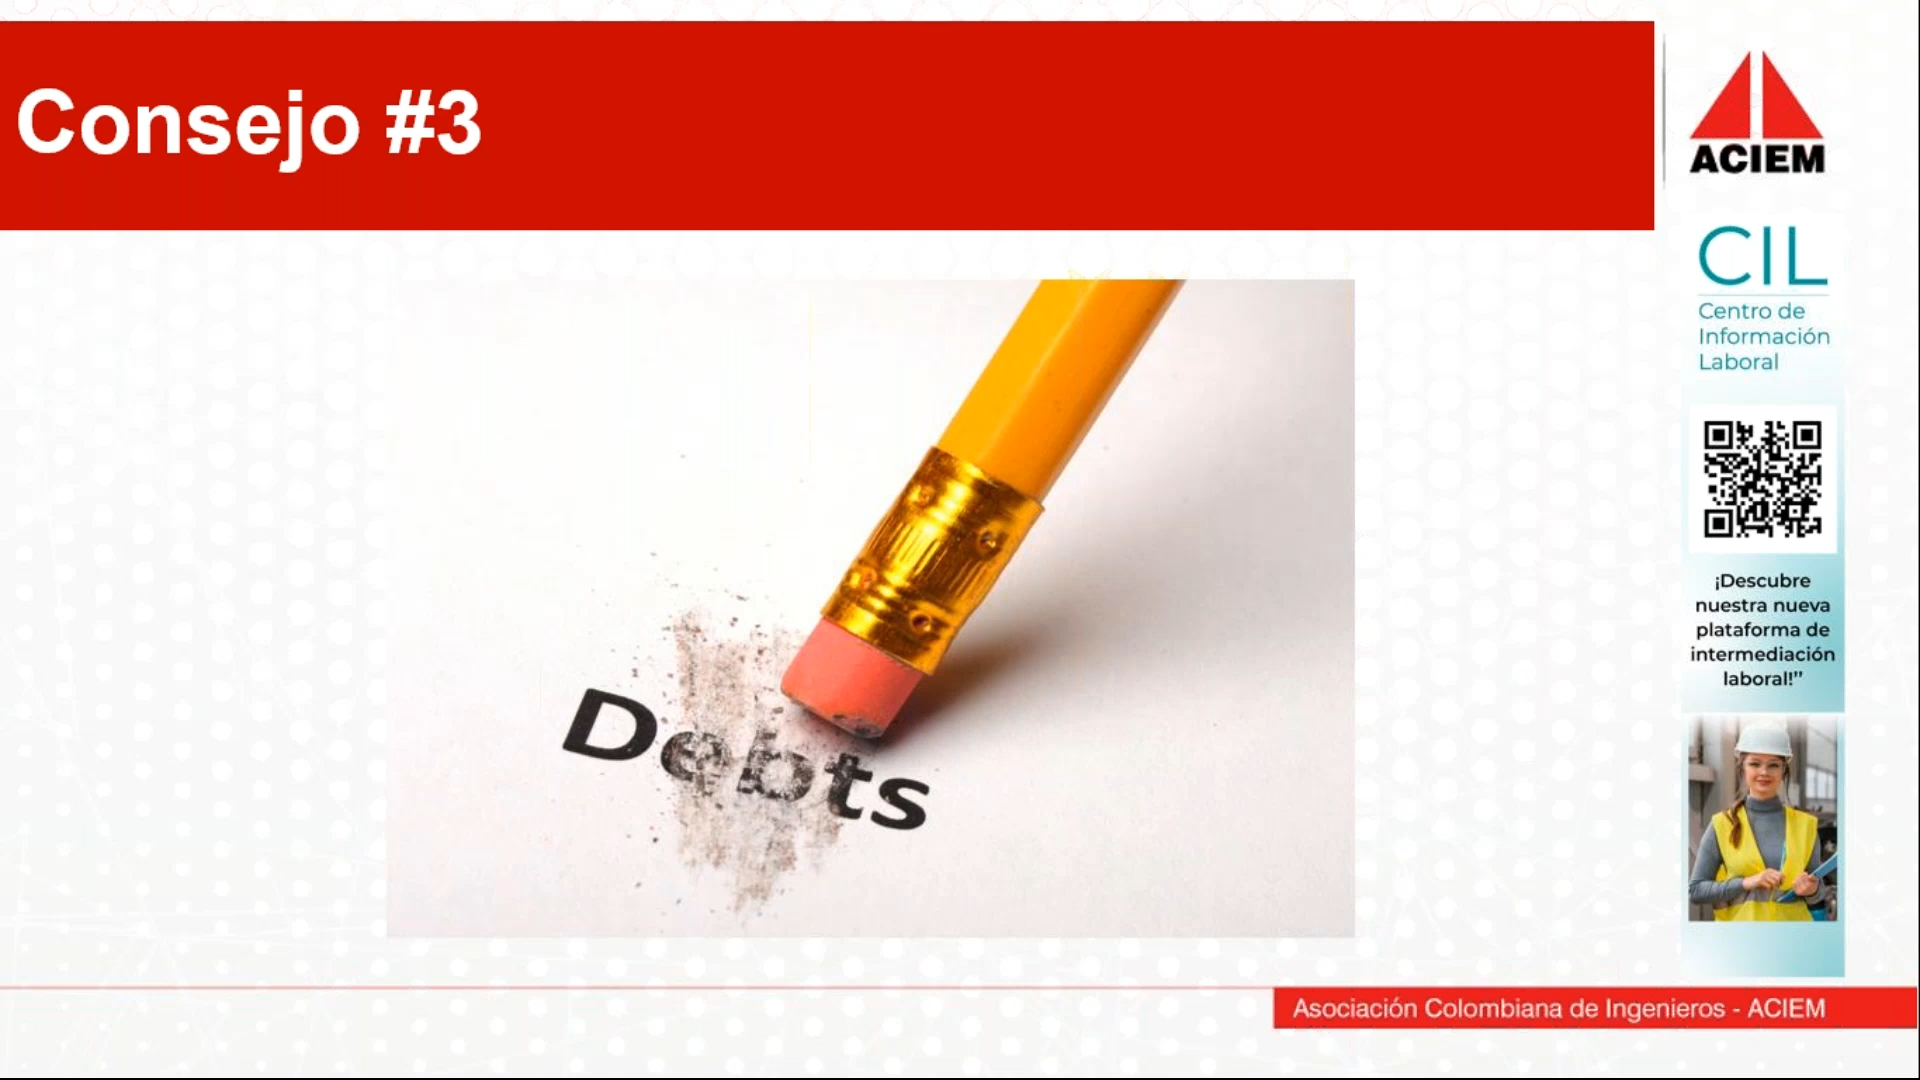 Consejo #3
ACIEM
CIL
Centro de
Información
Laboral
¡Descubre
nuestra nueva
plataforma de
intermediación
laboral!”
Debts
Asociación Colombiana de Ingenieros - ACIEM